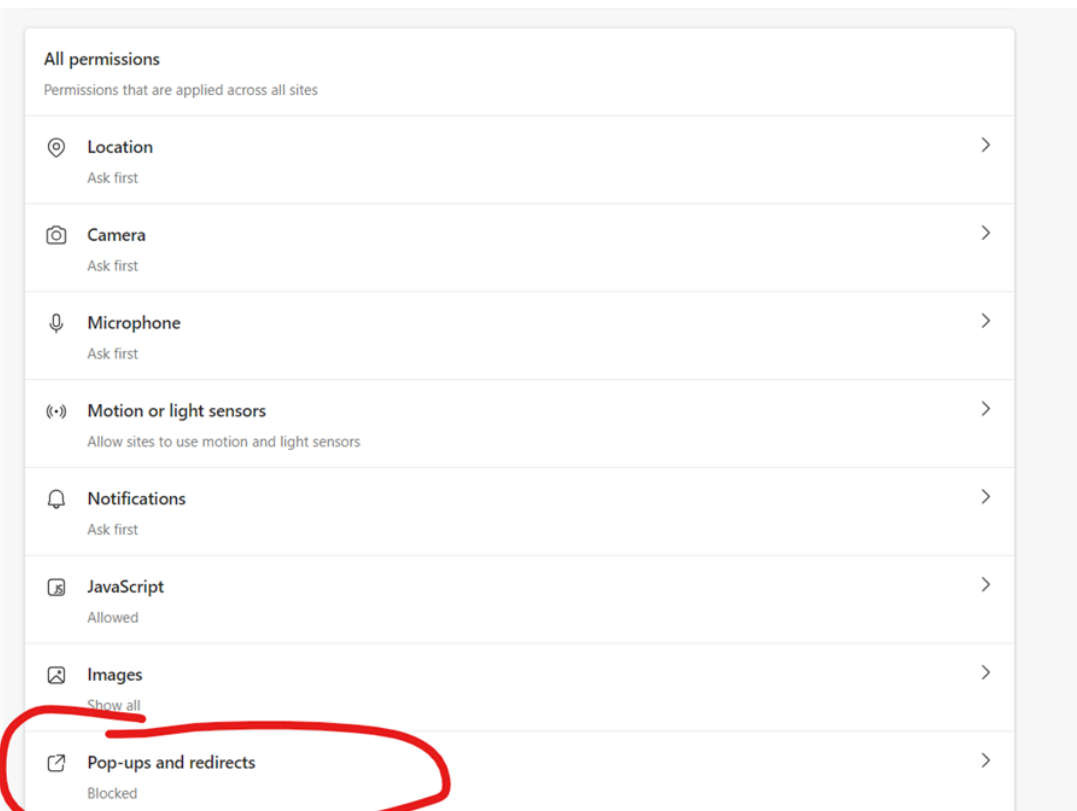 All permissions
Permissions that are applied across all sites
Location
Ask first
Camera
Ask first
Microphone
Ask first
Motion or light sensors
Allow sites to use motion and light sensors
Notifications
Ask first
JS
JavaScript
Allowed
Images
Show all
Pop-ups and redirects
Blocked